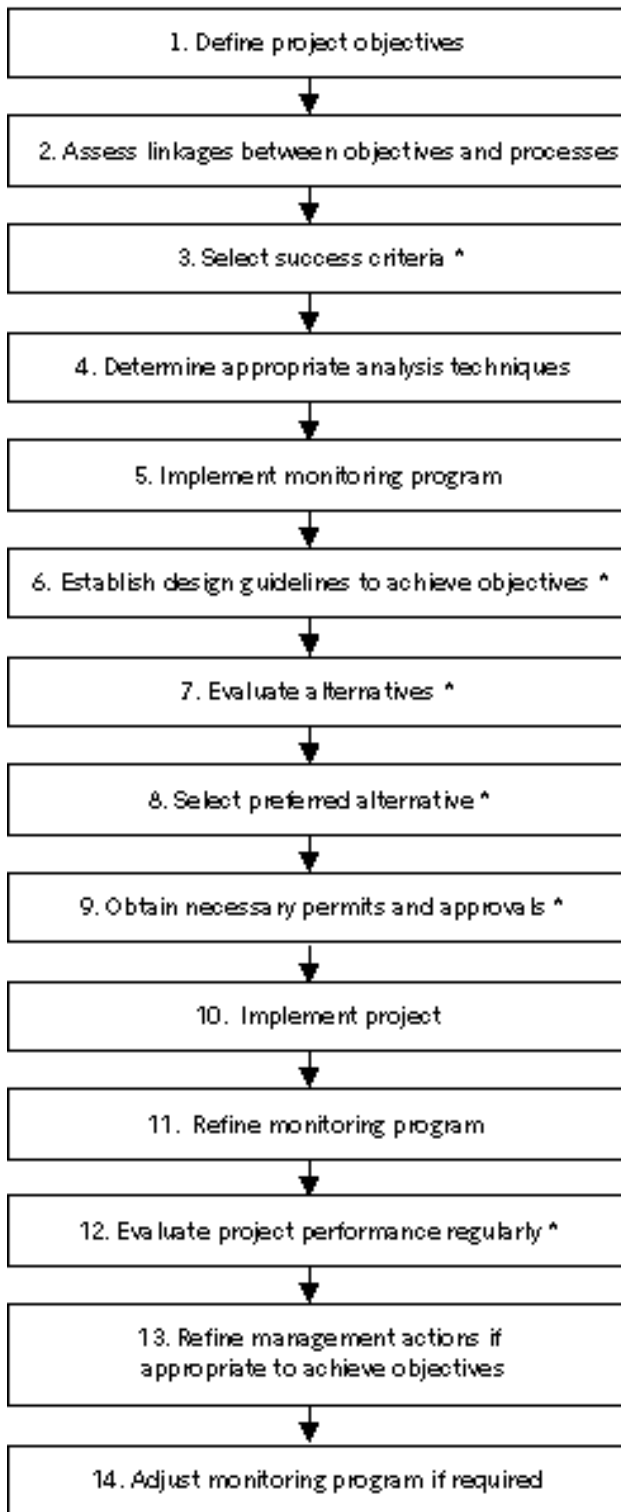 1. Define project objectives
2. Assess linkages between objectives and processes
3. Select success criteria *
4. Determine appropriate analysis techniques
5. Implement monitoring program
6. Establish design guidelines to achieve objectives *
7. Evaluate alternatives *
8. Select preferred alternative *
9. Obtain necessary permits and approvals *
10. Implement project
11. Refine monitoring program
12. Evaluate project performance regularly *
13. Refine management actions if
appropriate to achieve objectives
14. Adjust monitoring program if required